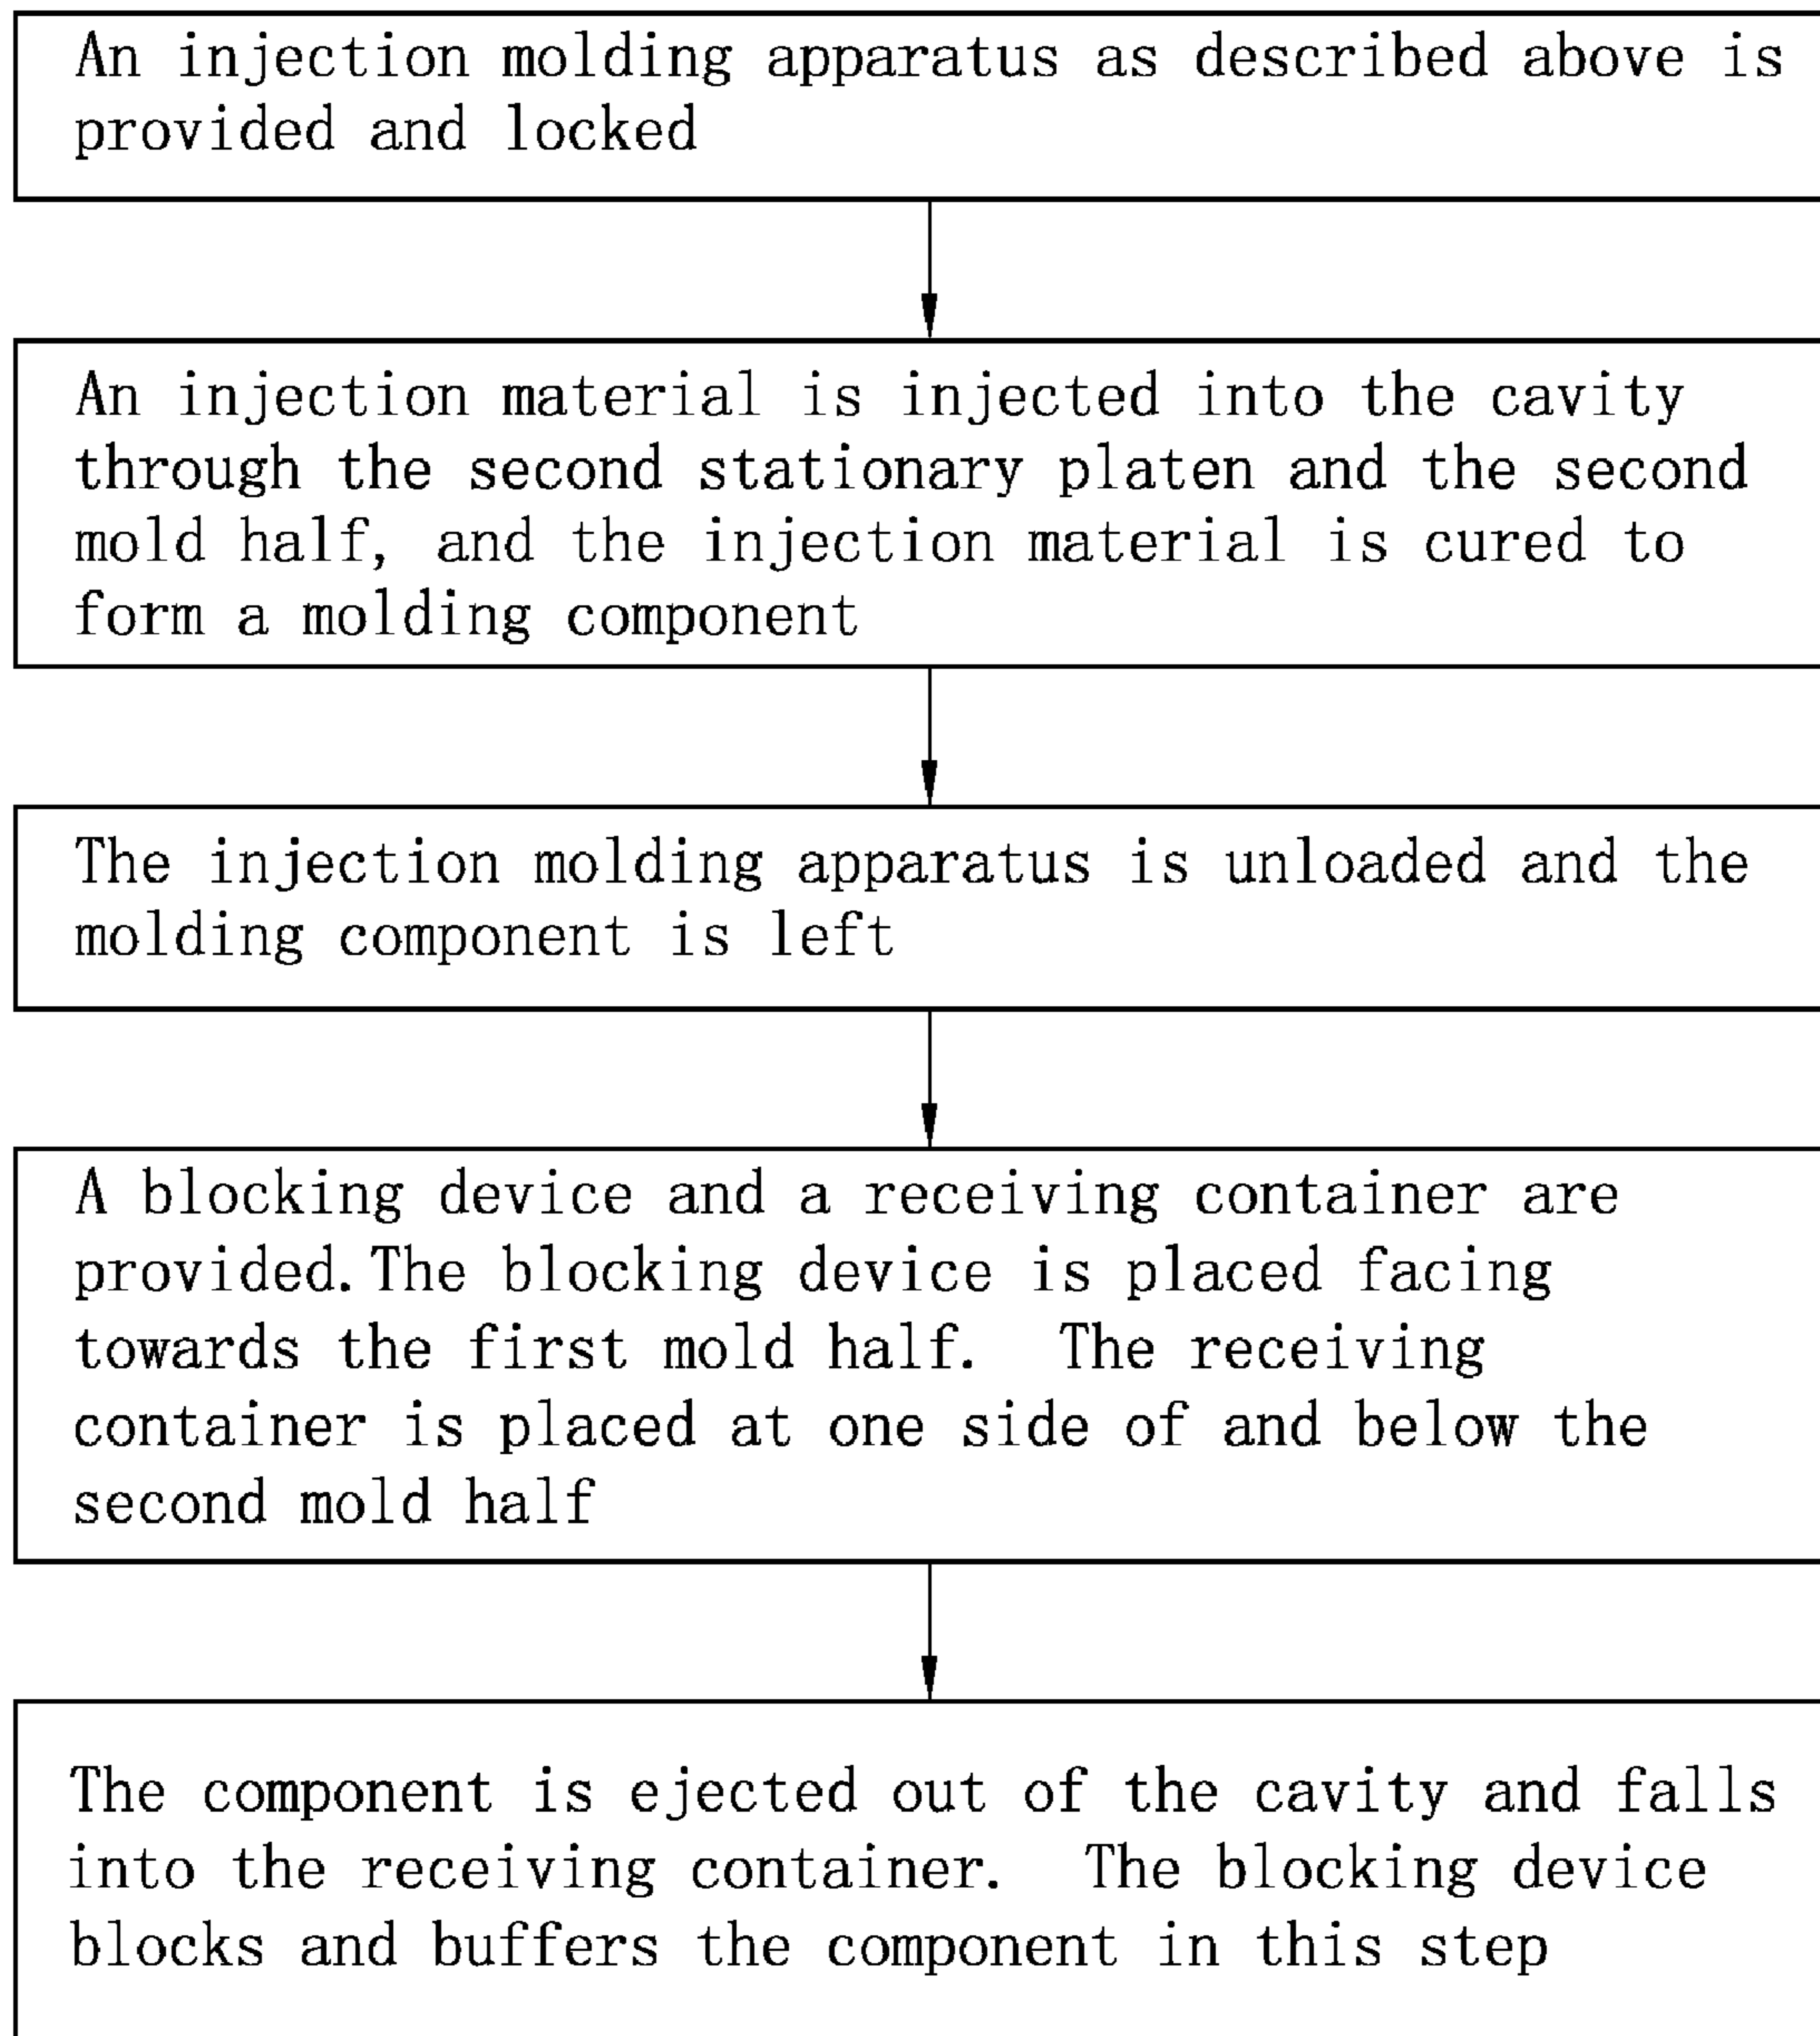 An injection molding apparatus as described above is
provided and locked
An injection material is injected into the cavity
through the second stationary platen and the second
mold half, and the injection material is cured to
form a molding component
The injection molding apparatus is unloaded and the
molding component is left
A blocking device and a receiving container are
provided. The blocking device is placed facing
towards the first mold half. The receiving
container is placed at one side of and below the
second mold half
The component is ejected out of the cavity and falls
into the receiving container. The blocking device
blocks and buffers the component in this step